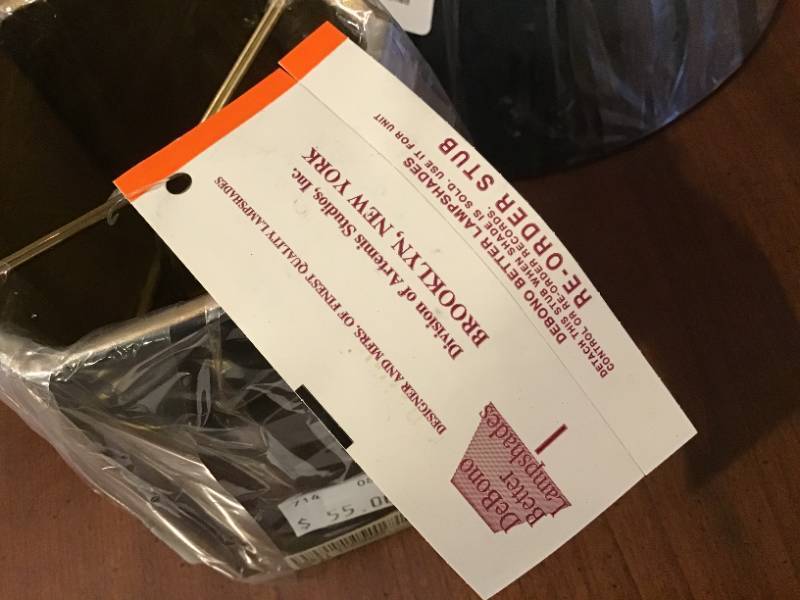 DeBono
Better
Lampshades
Division of Artemis Studios, Inc.
BROOKLYN, NEW YORK
DESIGNER AND MFRS. OF FINEST QUALITY LAMPSHADES
DEBONO BETTER LAMPSHADES
RE-ORDER STUB
DETACH THIS STUB WHEN SHADE IS SOLD. USE IT FOR UNIT
CONTROL OR RE-ORDER RECORDS.
714
$ 55.0